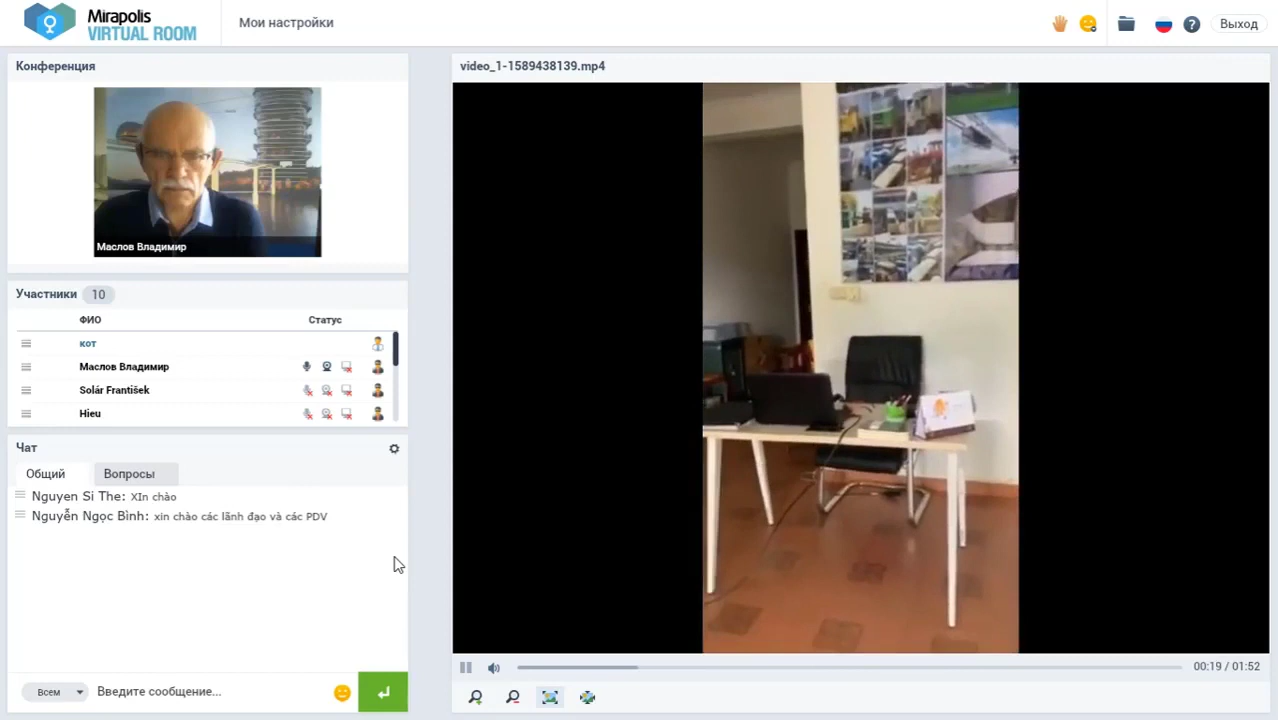 Mirapolis
VIRTUAL ROOM
Мои настройки
Выход
Конференция
Маслов Владимир
Участники 10
ФИО Статус
кот
Маслов Владимир
Solár František
Hieu
Чат
Общий Вопросы
Nguyen Si The: XIn chào
Nguyễn Ngọc Bình: xin chào các lãnh đạo và các PDV
Всем Введите сообщение...
video_1-1589438139.mp4
00:19 / 01:52